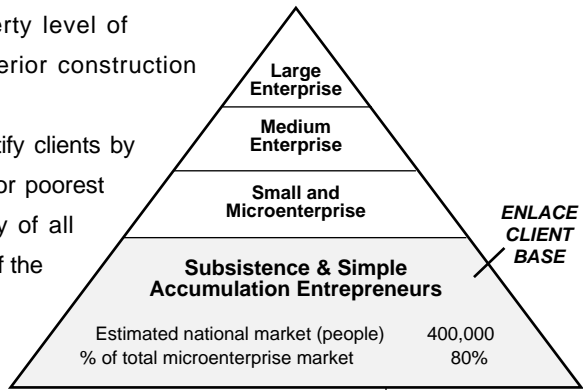 erty level of
erior construction
tify clients by
or poorest
y of all
f the
Large
Enterprise
Medium
Enterprise
Small and
Microenterprise
ENLACE
CLIENT
BASE
Subsistence & Simple
Accumulation Entrepreneurs
Estimated national market (people) 400,000
% of total microenterprise market 80%